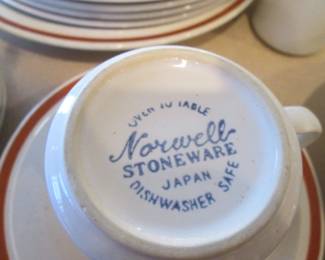 OVEN TO TABLE
Norwell
STONEWARE
JAPAN
DISHWASHER SAFE